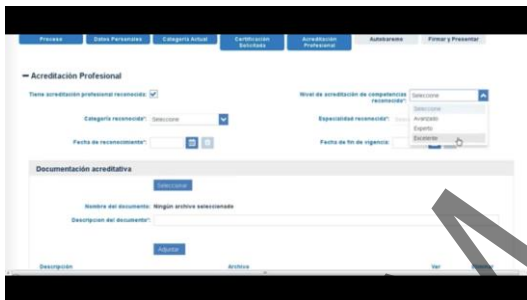 Proceso Datos Personales Categoría Actual Certificación Solicitada Acreditación Profesional Autobaremo Firmar y Presentar
Acreditación Profesional
Tiene acreditación profesional reconocida:
Nivel de acreditación de competencias reconocido*: Seleccione
Seleccione
Avanzado
Experto
Excelente
Categoría reconocida*: Seleccione
Especialidad reconocida*:
Fecha de reconocimiento*:
Fecha de fin de vigencia:
Documentación acreditativa
Seleccionar
Nombre del documento: Ningún archivo seleccionado
Descripción del documento*:
Adjuntar
Descripción Archivo Ver